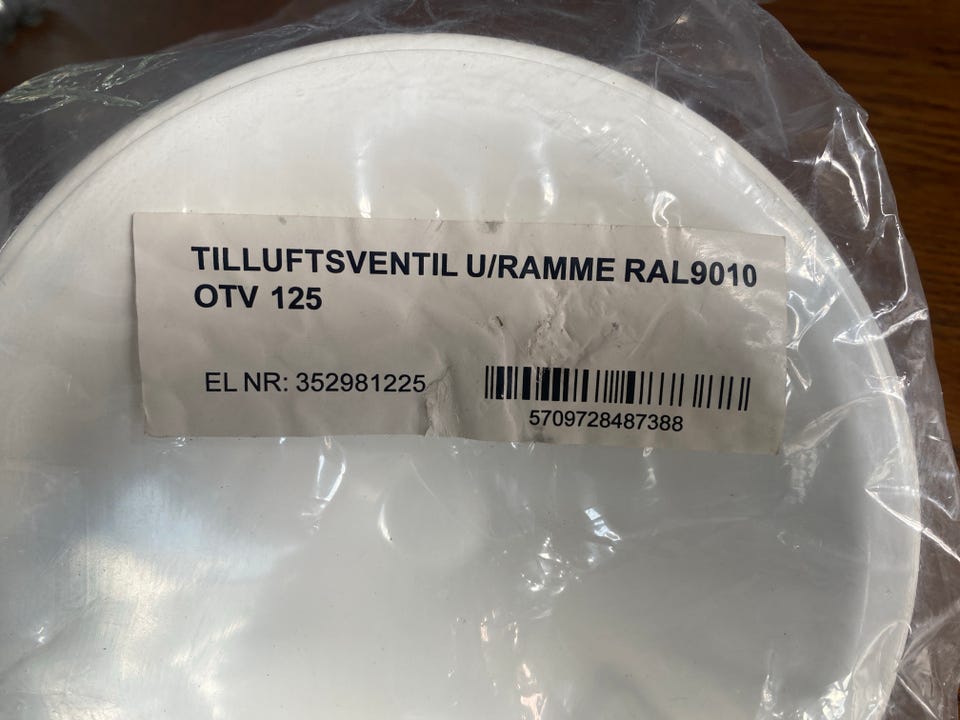 TILLUFTSVENTIL U/RAMME RAL9010
OTV 125
EL NR: 352981225
5709728487388